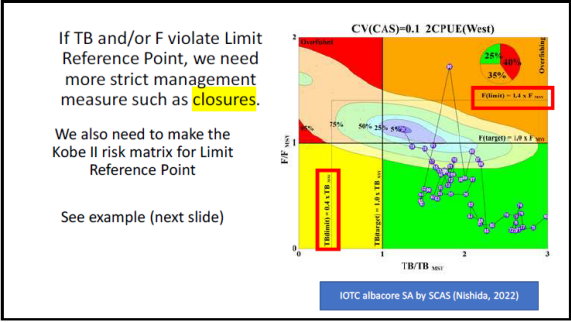 If TB and/or F violate Limit
Reference Point, we need
more strict management
measure such as closures.
We also need to make the
Kobe II risk matrix for Limit
Reference Point
See example (next slide)
CV(CAS)=0.1 2CPUE(West)
2
Overfished
Overfishing
25%
40%
35%
F(limit) = 1.4 x F MSY
75% 50% 25% 5%
F(target) = 1.0 x F MSY
F/F MSY
1
TB(limit) = 0.4 x TB MSY
TB(target) = 1.0 x TB MSY
0
0 1 2 3
TB/TB MSY
IOTC albacore SA by SCAS (Nishida, 2022)